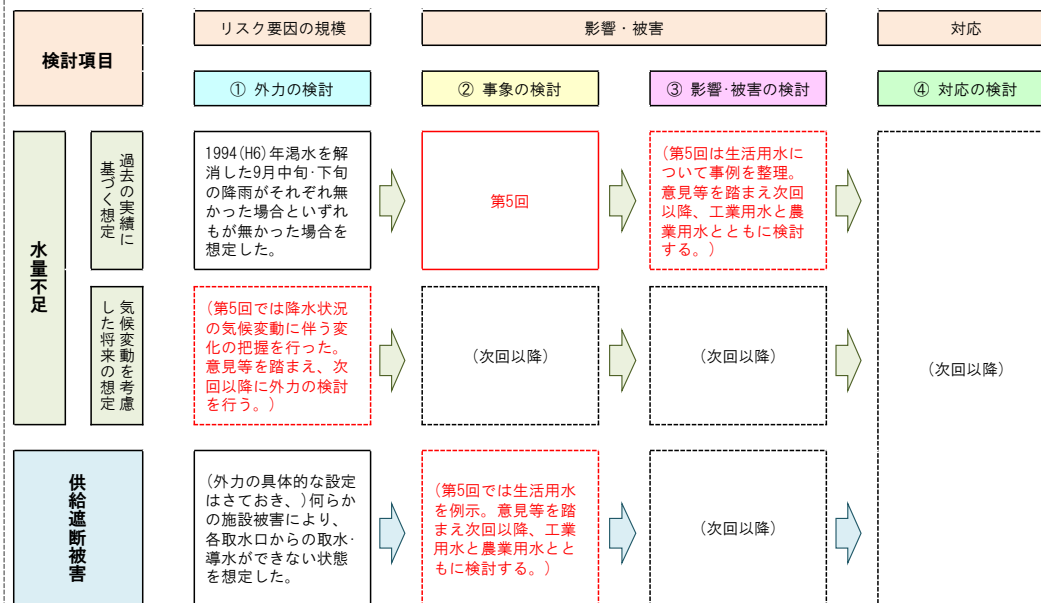 検討項目
リスク要因の規模
影響・被害
対応
① 外力の検討
② 事象の検討
③ 影響・被害の検討
④ 対応の検討
水量不足
過去の実績に
基づく想定
1994(H6)年渇水を解
消した9月中旬・下旬
の降雨がそれぞれ無
かった場合といずれ
もが無かった場合を
想定した。
第5回
(第5回は生活用水に
ついて事例を整理。
意見等を踏まえ次回
以降、工業用水と農
業用水とともに検討
する。)
気候変動を考慮
した将来の想定
(第5回では降水状況
の気候変動に伴う変
化の把握を行った。
意見等を踏まえ、次
回以降に外力の検討
を行う。)
(次回以降)
(次回以降)
(次回以降)
供給遮断被害
(外力の具体的な設定
はさておき、)何らか
の施設被害により、
各取水口からの取水・
導水ができない状態
を想定した。
(第5回では生活用水
を例示。意見等を踏
まえ次回以降、工業
用水と農業用水とと
もに検討する。)
(次回以降)